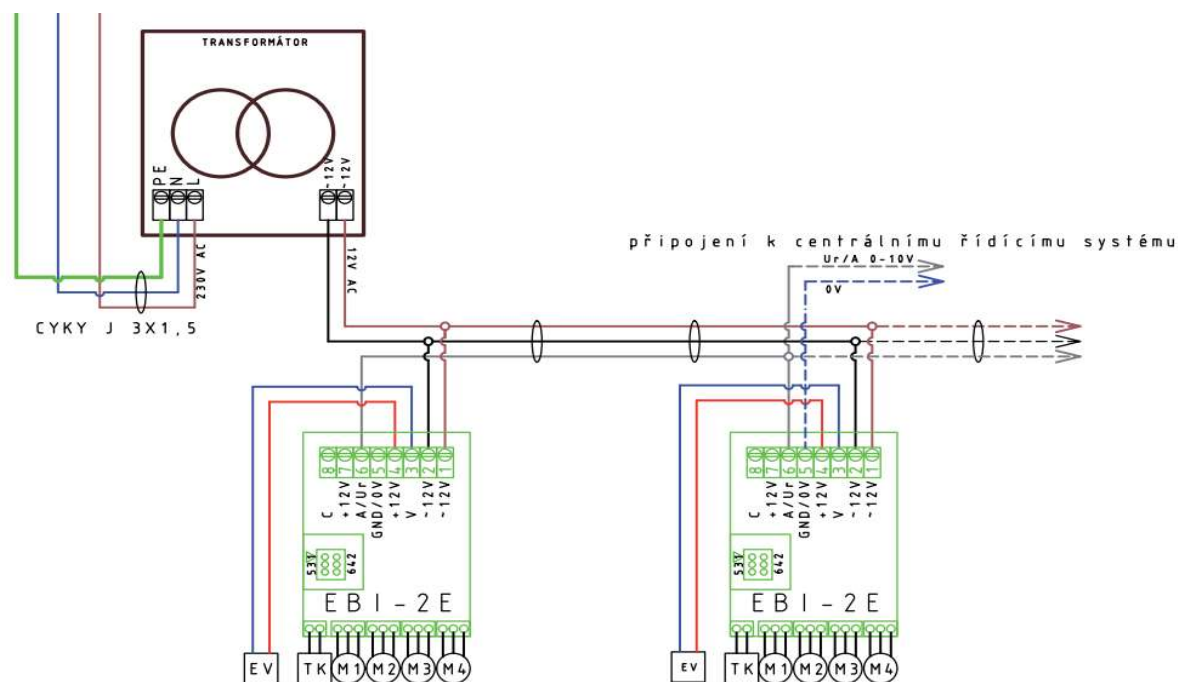 TRANSFORMÁTOR
PE
N
L
~12V
~12V
230V AC
12V AC
CYKY J 3X1,5
připojení k centrálnímu řídícímu systému
Ur/A 0-10V
0V
8 7 6 5 4 3 2 1
C
+12V
A/Ur
GND/0V
+12V
V
~12V
~12V
531
642
EBI-2E
EV
TK M1 M2 M3 M4
8 7 6 5 4 3 2 1
C
+12V
A/Ur
GND/0V
+12V
V
~12V
~12V
531
642
EBI-2E
EV
TK M1 M2 M3 M4